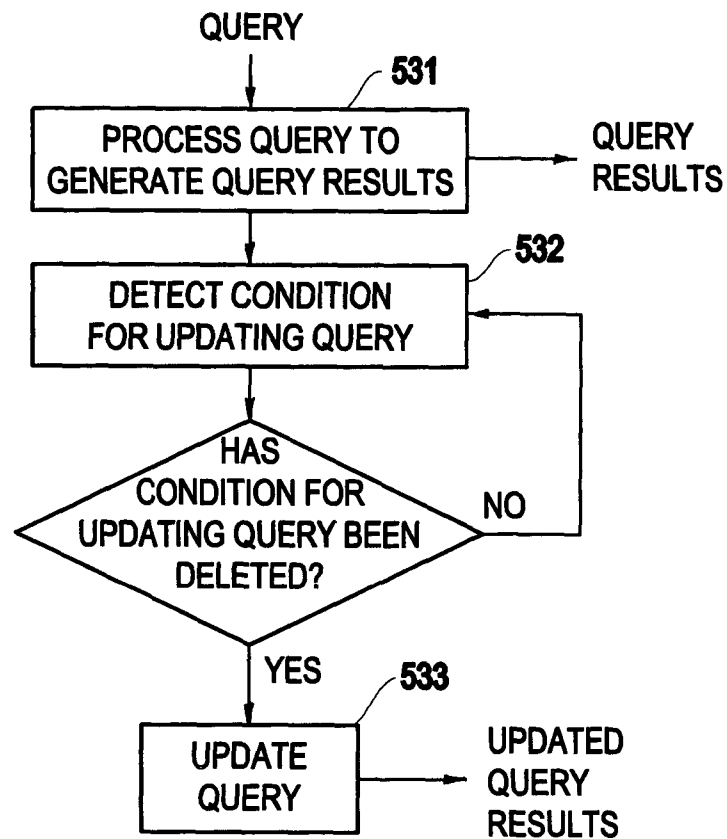 QUERY
531
PROCESS QUERY TO
GENERATE QUERY RESULTS
QUERY
RESULTS
532
DETECT CONDITION
FOR UPDATING QUERY
HAS
CONDITION FOR
UPDATING QUERY BEEN
DELETED?
NO
YES
533
UPDATE
QUERY
UPDATED
QUERY
RESULTS